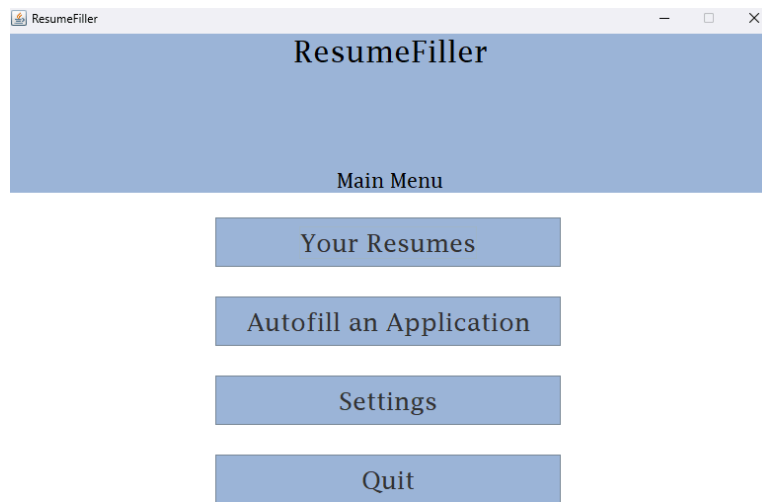 ResumeFiller
ResumeFiller
Main Menu
Your Resumes
Autofill an Application
Settings
Quit